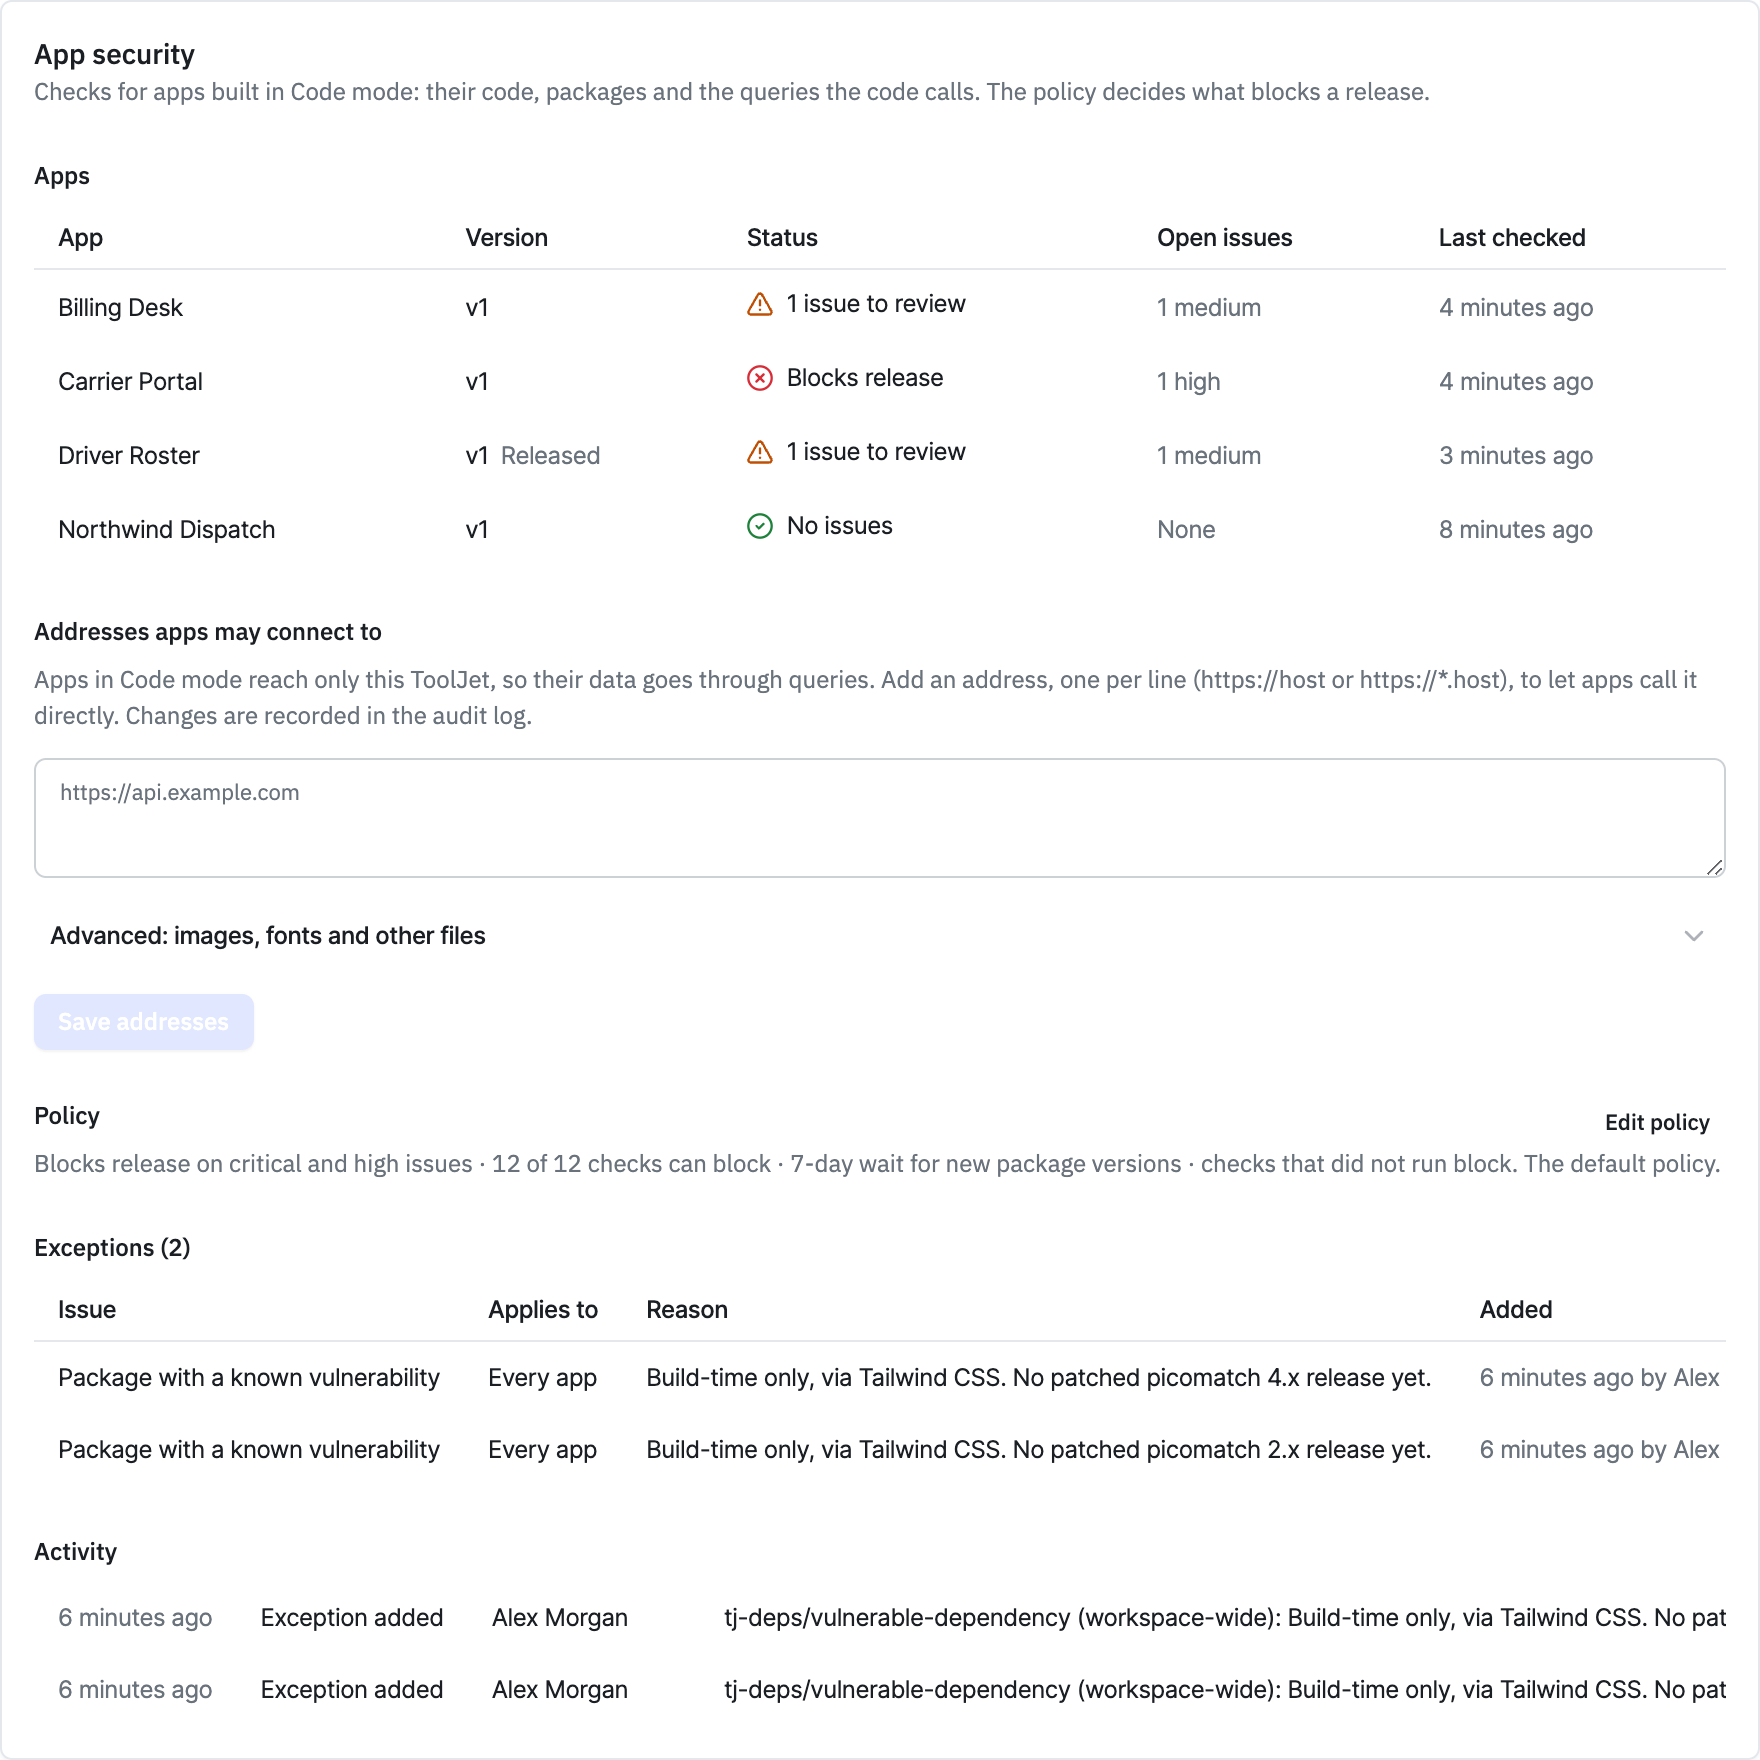 App security
Checks for apps built in Code mode: their code, packages and the queries the code calls. The policy decides what blocks a release.
Apps
App Version Status Open issues Last checked
Billing Desk v1 1 issue to review 1 medium 4 minutes ago
Carrier Portal v1 Blocks release 1 high 4 minutes ago
Driver Roster v1 Released 1 issue to review 1 medium 3 minutes ago
Northwind Dispatch v1 No issues None 8 minutes ago
Addresses apps may connect to
Apps in Code mode reach only this ToolJet, so their data goes through queries. Add an address, one per line (https://host or https://*.host), to let apps call it
directly. Changes are recorded in the audit log.
https://api.example.com
Advanced: images, fonts and other files
Save addresses
Policy
Edit policy
Blocks release on critical and high issues · 12 of 12 checks can block · 7-day wait for new package versions · checks that did not run block. The default policy.
Exceptions (2)
Issue Applies to Reason Added
Package with a known vulnerability Every app Build-time only, via Tailwind CSS. No patched picomatch 4.x release yet. 6 minutes ago by Alex
Package with a known vulnerability Every app Build-time only, via Tailwind CSS. No patched picomatch 2.x release yet. 6 minutes ago by Alex
Activity
6 minutes ago Exception added Alex Morgan tj-deps/vulnerable-dependency (workspace-wide): Build-time only, via Tailwind CSS. No pat
6 minutes ago Exception added Alex Morgan tj-deps/vulnerable-dependency (workspace-wide): Build-time only, via Tailwind CSS. No pat